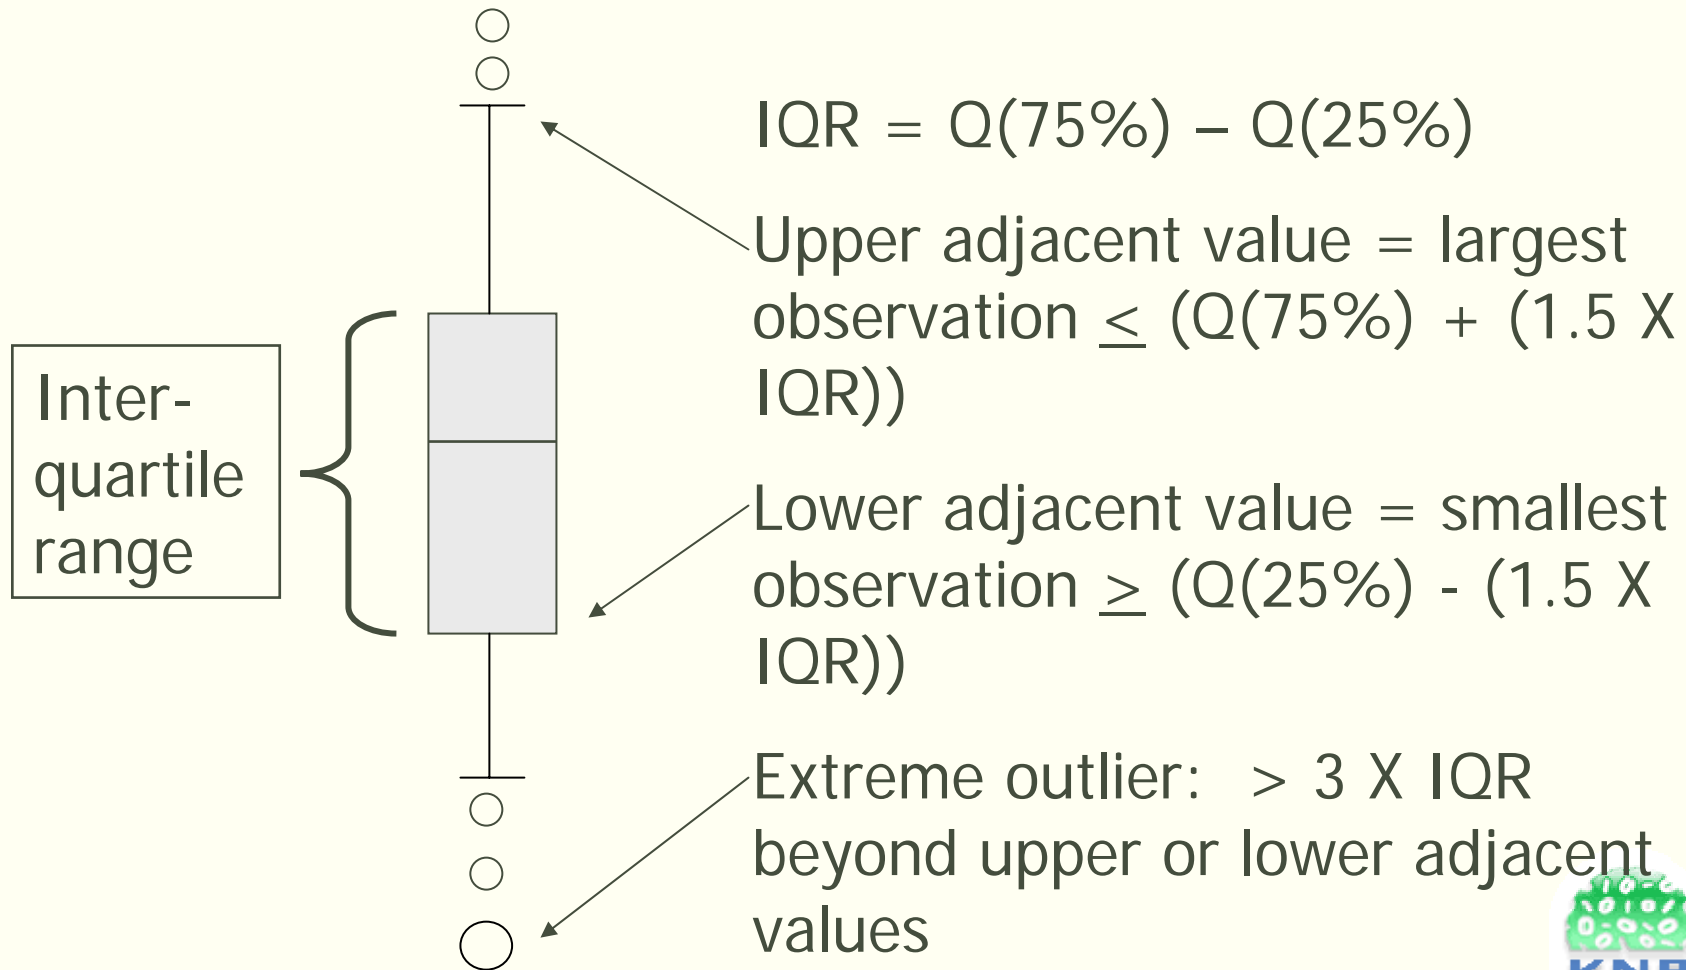 IQR = Q(75%) – Q(25%)
Upper adjacent value = largest
observation ≤ (Q(75%) + (1.5 X
IQR))
Inter-
quartile
range
Lower adjacent value = smallest
observation ≥ (Q(25%) - (1.5 X
IQR))
Extreme outlier: > 3 X IQR
beyond upper or lower adjacent
values